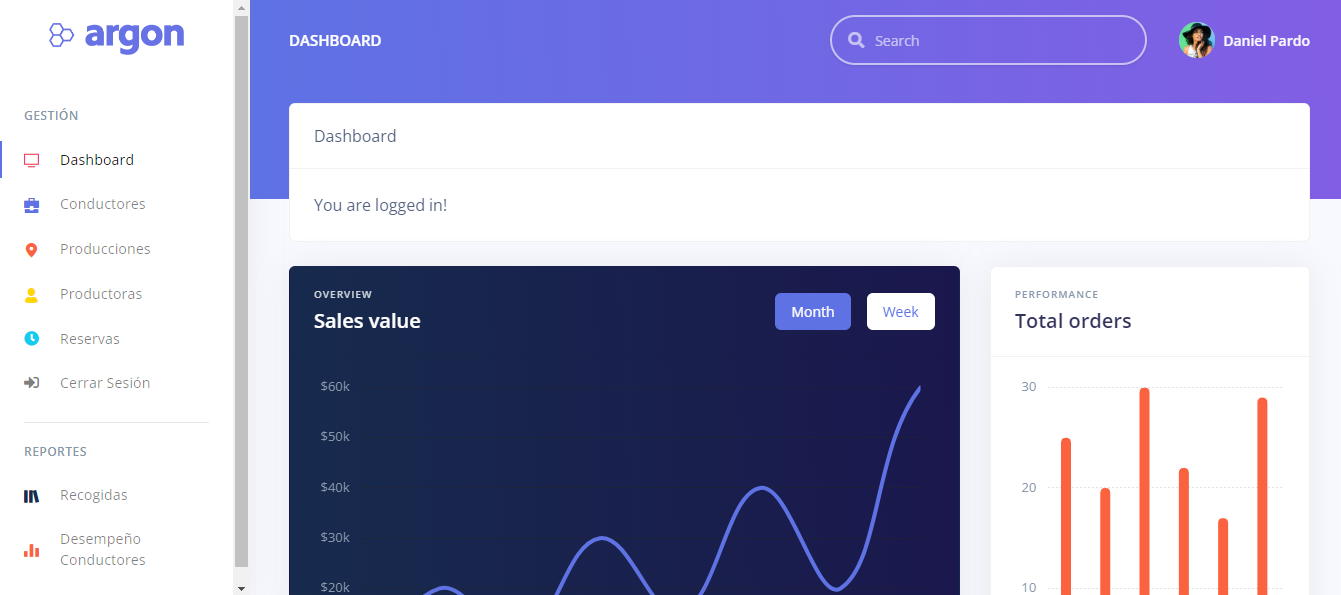 argon
GESTIÓN
Dashboard
Conductores
Producciones
Productoras
Reservas
Cerrar Sesión
REPORTES
Recogidas
Desempeño
Conductores
DASHBOARD
Search
Daniel Pardo
Dashboard
You are logged in!
OVERVIEW
Sales value
Month
Week
$60k
$50k
$40k
$30k
$20k
PERFORMANCE
Total orders
30
20
10